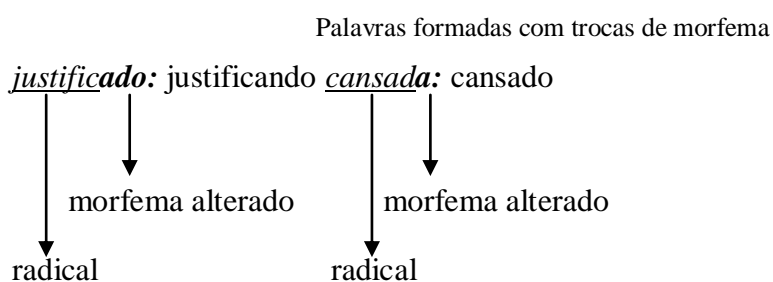 Palavras formadas com trocas de morfema
justificado: justificando cansada: cansado
morfema alterado morfema alterado
radical radical